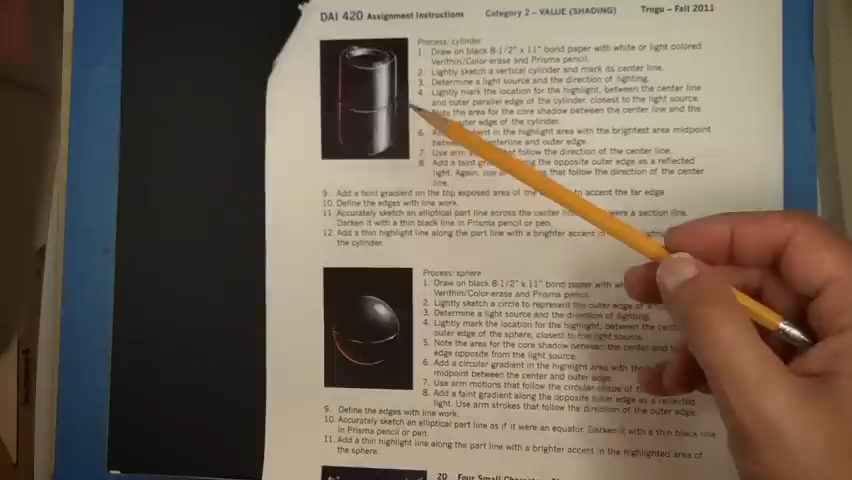 DAI 420 Assignment Instructions Category 2 – VALUE (SHADING) Trogu – Fall 2011
Process: cylinder
1. Draw on black 8-1/2" x 11" bond paper with white or light colored
Verithin/Color-erase and Prisma pencil.
2. Lightly sketch a vertical cylinder and mark its center line.
3. Determine a light source and the direction of lighting.
4. Lightly mark the location for the highlight, between the center line
and outer parallel edge of the cylinder, closest to the light source.
the area for the core shadow between the center line and the
edge of the cylinder.
6. in the highlight area with the brightest area midpoint
centerline and outer edge.
7. Use arm that follow the direction of the center line.
8. Add a faint the opposite outer edge as a reflected
light. Again, use that follow the direction of the center
line.
9. Add a faint gradient on the top exposed area of the to accent the far edge
10. Define the edges with line work.
11. Accurately sketch an elliptical part line across the center were a section line.
Darken it with a thin black line in Prisma pencil or pen.
12. Add a thin highlight line along the part line with a brighter accent in
the cylinder.
Process: sphere
1. Draw on black 8-1/2" x 11" bond paper with
Verithin/Color-erase and Prisma pencil.
2. Lightly sketch a circle to represent the outer edge of
3. Determine a light source and the direction of lighting.
4. Lightly mark the location for the highlight, between the
outer edge of the sphere, closest to the light source.
5. Note the area for the core shadow between the center and
edge opposite from the light source.
6. Add a circular gradient in the highlight area with the
midpoint between the center and outer edge.
7. Use arm motions that follow the circular shape of
8. Add a faint gradient along the opposite outer edge as a reflected
light. Use arm strokes that follow the direction of the outer edge.
9. Define the edges with line work.
10. Accurately sketch an elliptical part line as if it were an equator. Darken it with a thin black line
in Prisma pencil or pen.
11. Add a thin highlight line along the part line with a brighter accent in the highlighted area of
the sphere.
20 Four Small